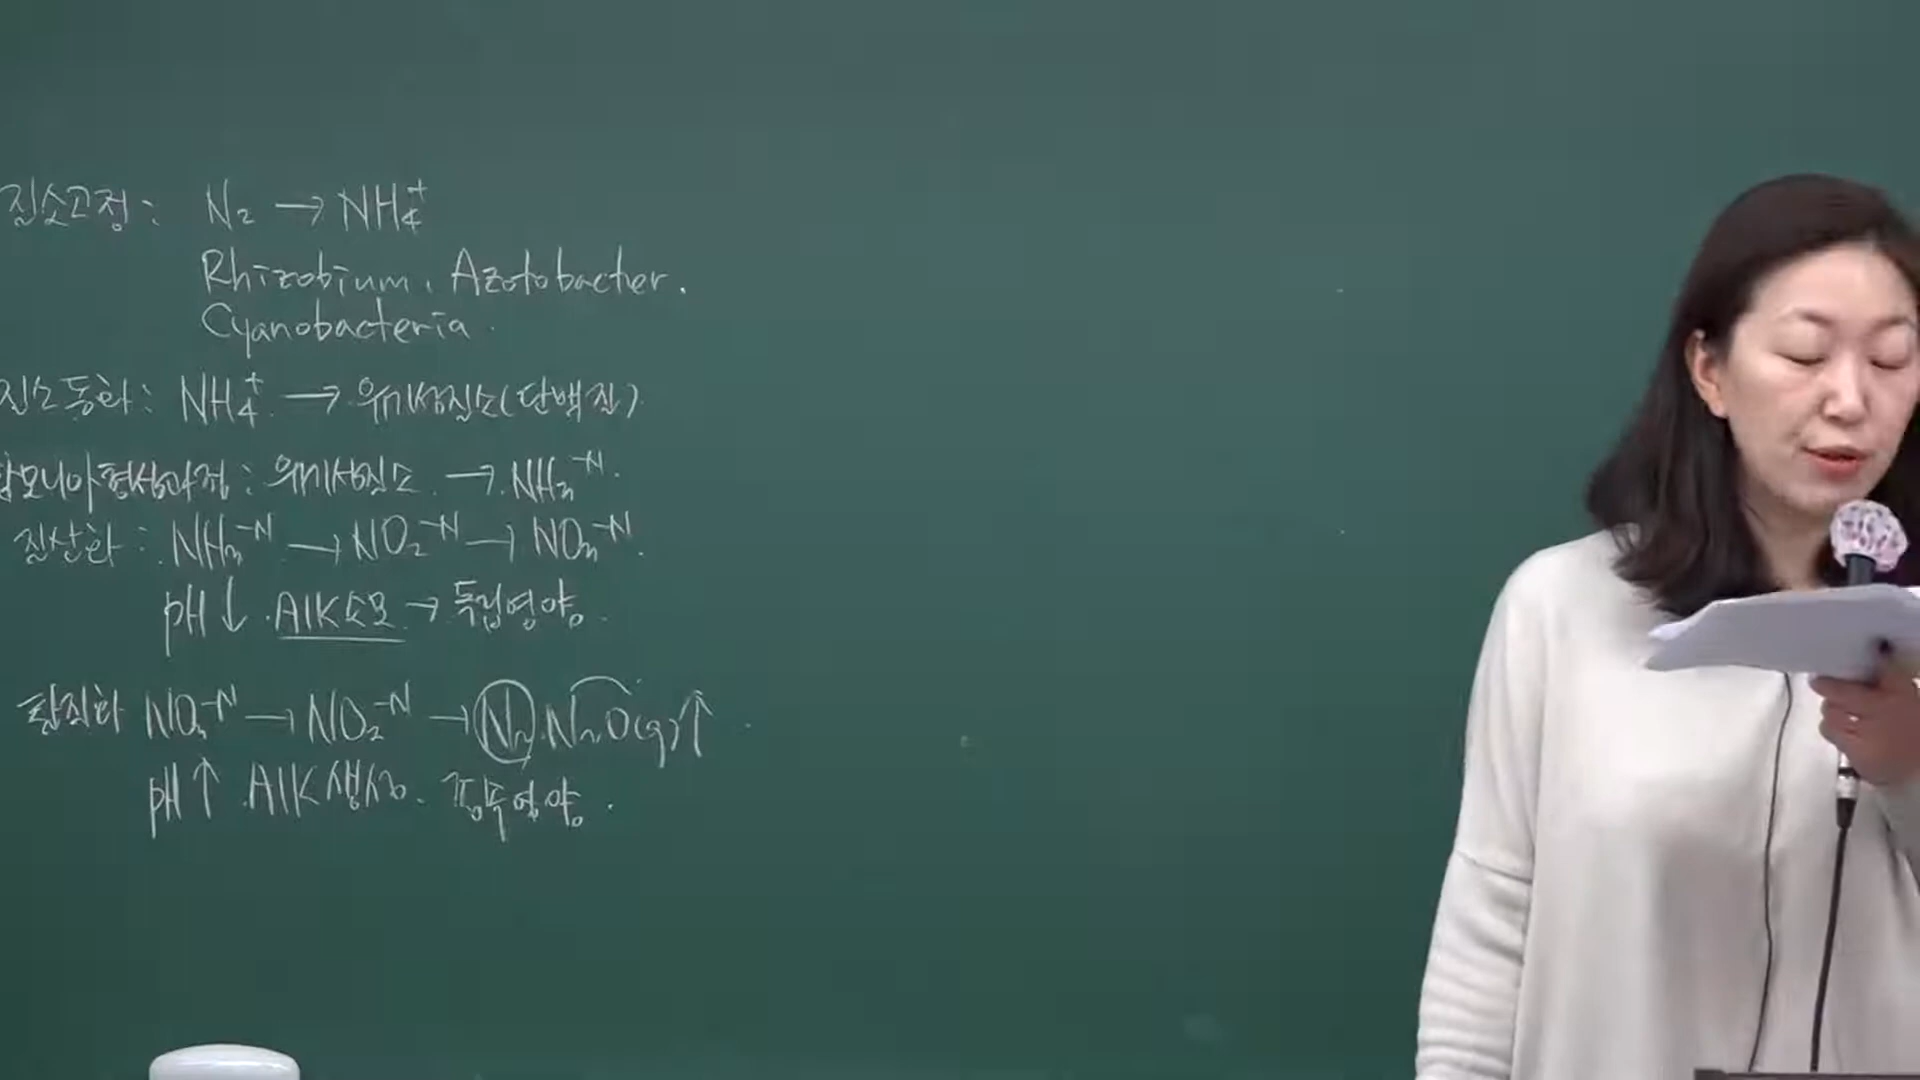 질소고정 : N₂ → NH₄⁺
Rhizobium, Azotobacter.
Cyanobacteria.
질소동화 : NH₄⁺ → 유기성질소(단백질)
암모니아형성과정 : 유기성질소 → NH₃-N.
질산화 : NH₃-N → NO₂-N → NO₃-N.
pH↓. AlK소모 → 독립영양.
탈질화 NO₃-N → NO₂-N → N₂. N₂O(g)↑.
pH↑. AlK생성. 종속영양.